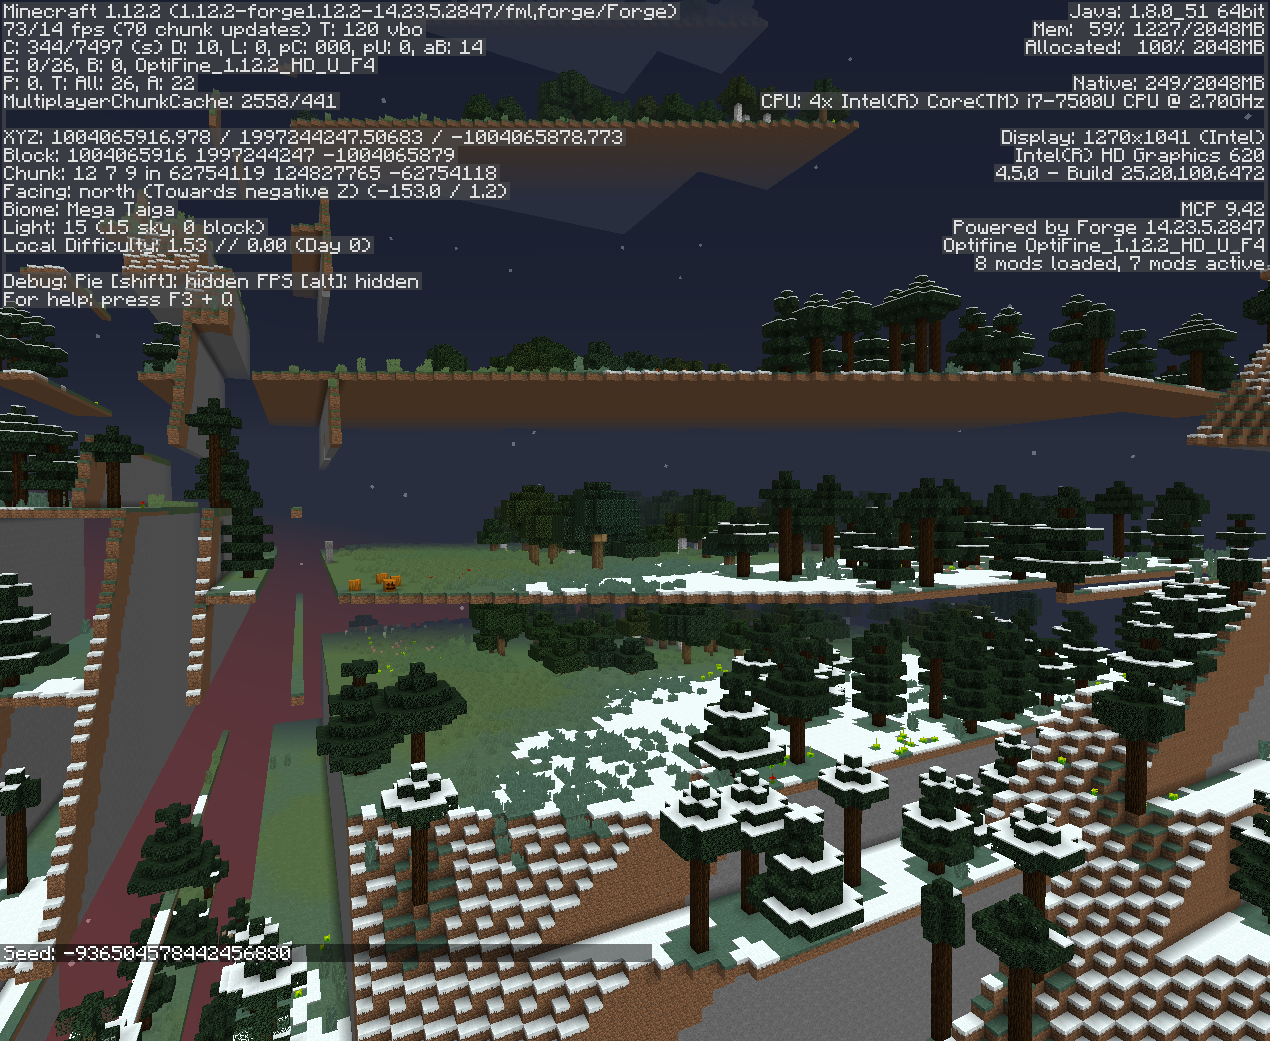 Minecraft 1.12.2 (1.12.2-forge1.12.2-14.23.5.2847/fml,forge/Forge)
73/14 fps (70 chunk updates) T: 120 vbo
C: 344/7497 (s) D: 10, L: 0, pC: 000, pU: 0, aB: 14
E: 0/26, B: 0, OptiFine_1.12.2_HD_U_F4
P: 0. T: All: 26, A: 22
MultiplayerChunkCache: 2558/441
XYZ: 1004065916.978 / 1997244247.50683 / -1004065878.773
Block: 1004065916 1997244247 -1004065879
Chunk: 12 7 9 in 62754119 124827765 -62754118
Facing: north (Towards negative Z) (-153.0 / 1.2)
Biome: Mega Taiga
Light: 15 (15 sky, 0 block)
Local Difficulty: 1.53 // 0.00 (Day 0)
Debug: Pie [shift]: hidden FPS [alt]: hidden
For help: press F3 + Q
Java: 1.8.0_51 64bit
Mem: 59% 1227/2048MB
Allocated: 100% 2048MB
Native: 249/2048MB
CPU: 4x Intel(R) Core(TM) i7-7500U CPU @ 2.70GHz
Display: 1270x1041 (Intel)
Intel(R) HD Graphics 620
4.5.0 - Build 25.20.100.6472
MCP 9.42
Powered by Forge 14.23.5.2847
Optifine OptiFine_1.12.2_HD_U_F4
8 mods loaded, 7 mods active
Seed: -936504578442456880